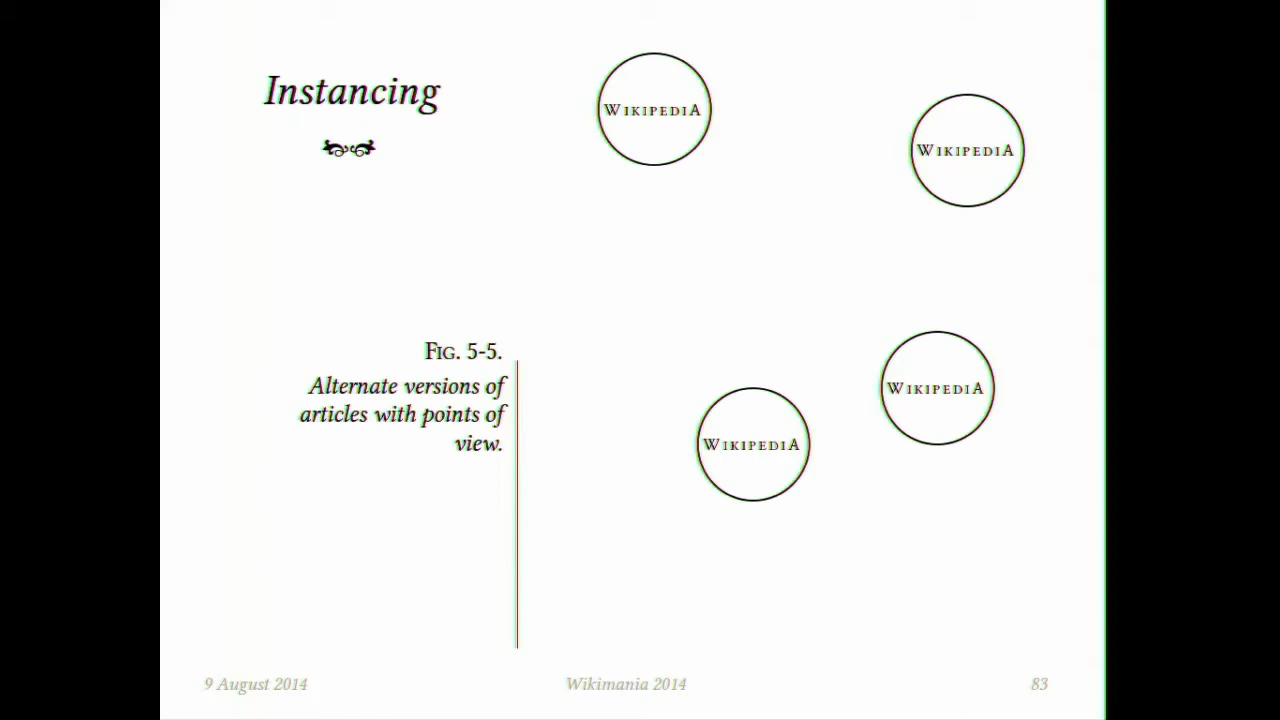 Instancing
WIKIPEDIA
WIKIPEDIA
FIG. 5-5.
Alternate versions of
articles with points of
view.
WIKIPEDIA
WIKIPEDIA
9 August 2014
Wikimania 2014
83